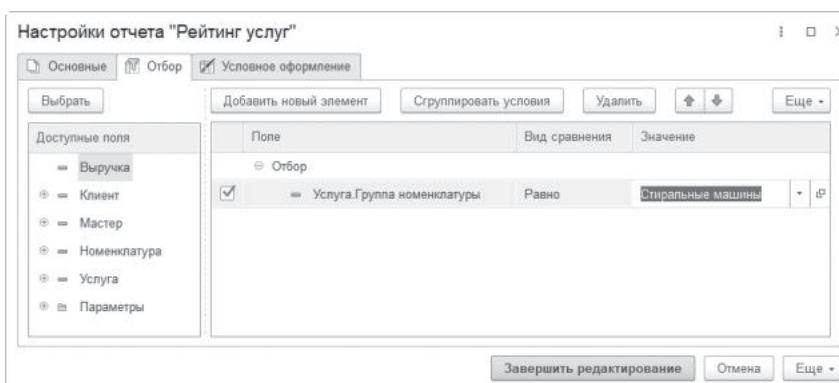 Настройки отчета "Рейтинг услуг"
Основные Отбор Условное оформление
Выбрать Добавить новый элемент Сгруппировать условия Удалить Еще
Доступные поля Поле Вид сравнения Значение
Выручка Отбор
Клиент Услуга.Группа номенклатуры Равно Стиральные машины
Мастер
Номенклатура
Услуга
Параметры
Завершить редактирование Отмена Еще